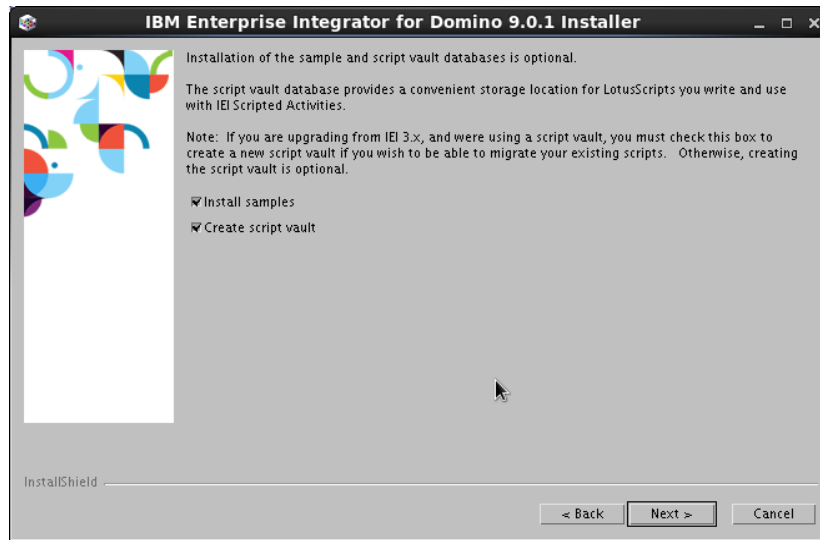 IBM Enterprise Integrator for Domino 9.0.1 Installer
Installation of the sample and script vault databases is optional.
The script vault database provides a convenient storage location for LotusScripts you write and use
with IEI Scripted Activities.
Note: If you are upgrading from IEI 3.x, and were using a script vault, you must check this box to
create a new script vault if you wish to be able to migrate your existing scripts. Otherwise, creating
the script vault is optional.
Install samples
Create script vault
InstallShield
< Back Next > Cancel